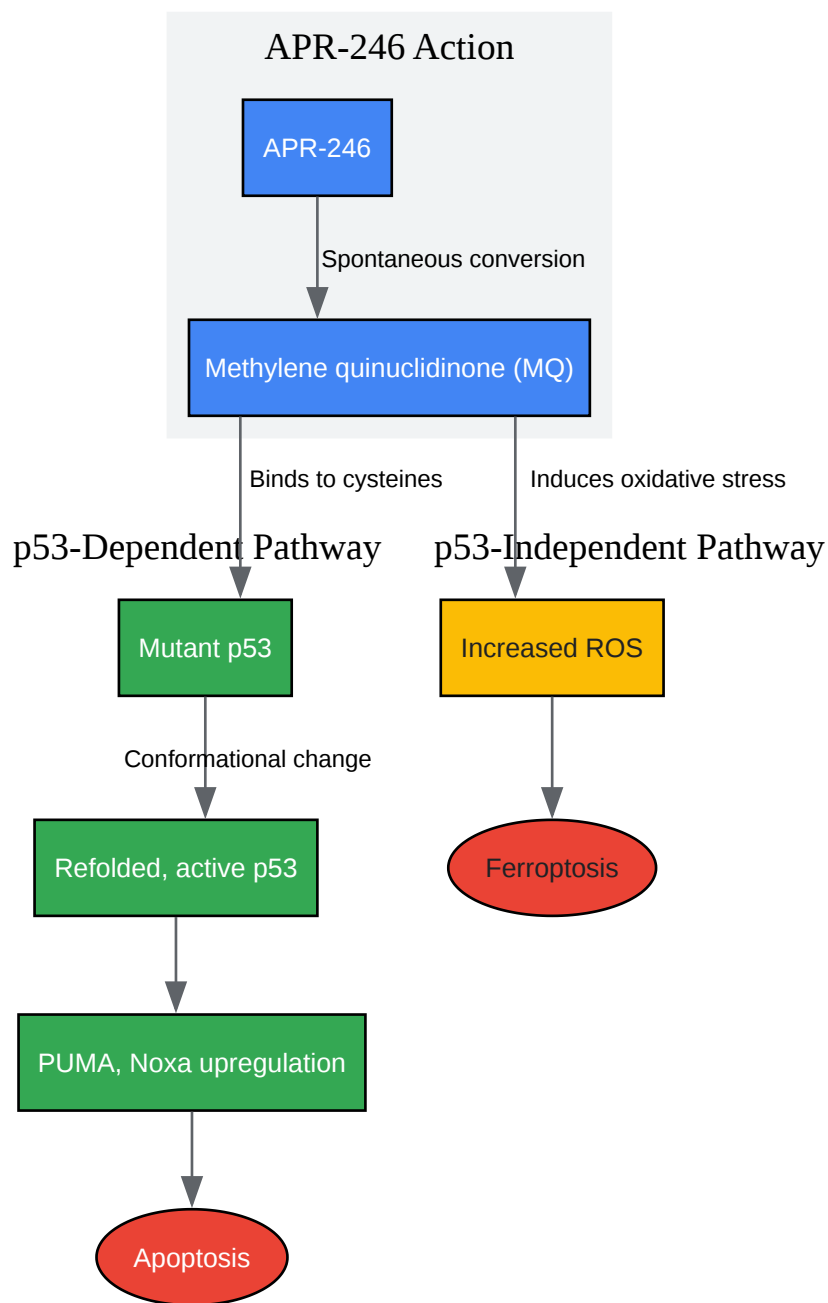 APR-246 Action
APR-246
Spontaneous conversion
Methylene quinuclidinone (MQ)
Binds to cysteines
Induces oxidative stress
p53-Dependent Pathway
p53-Independent Pathway
Mutant p53
Increased ROS
Conformational change
Refolded, active p53
Ferroptosis
PUMA, Noxa upregulation
Apoptosis